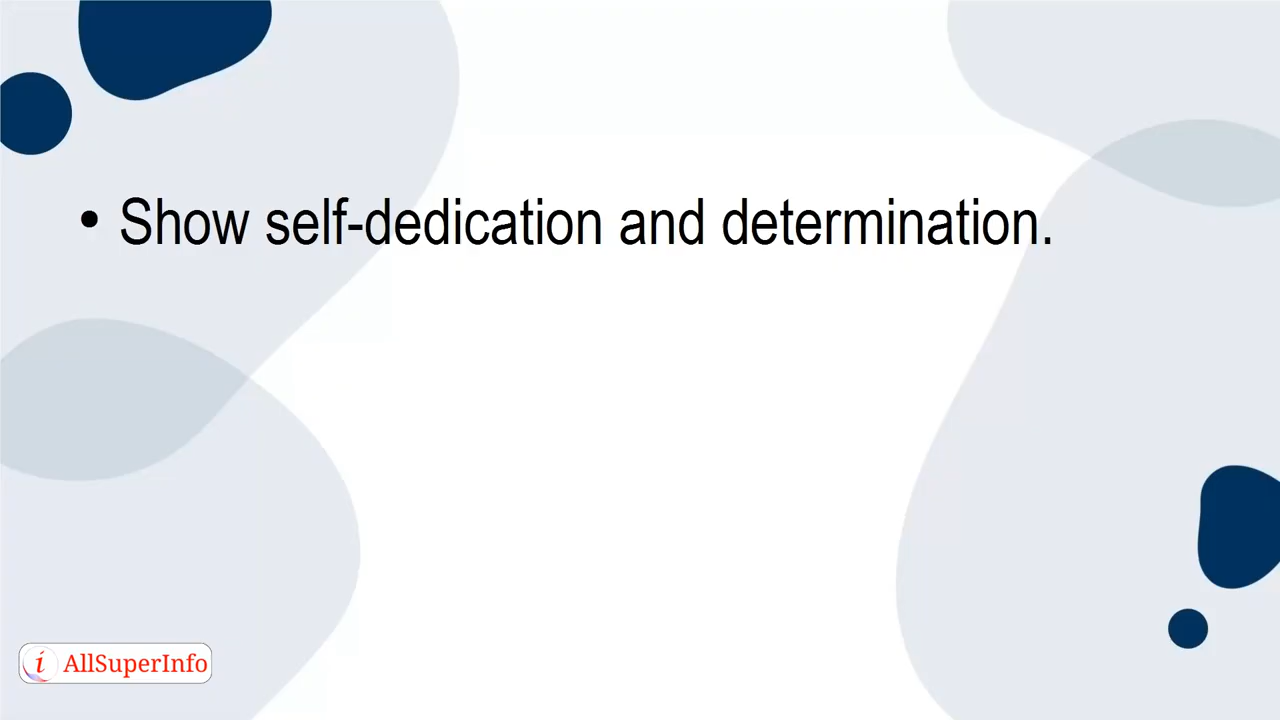 • Show self-dedication and determination.
i AllSuperInfo